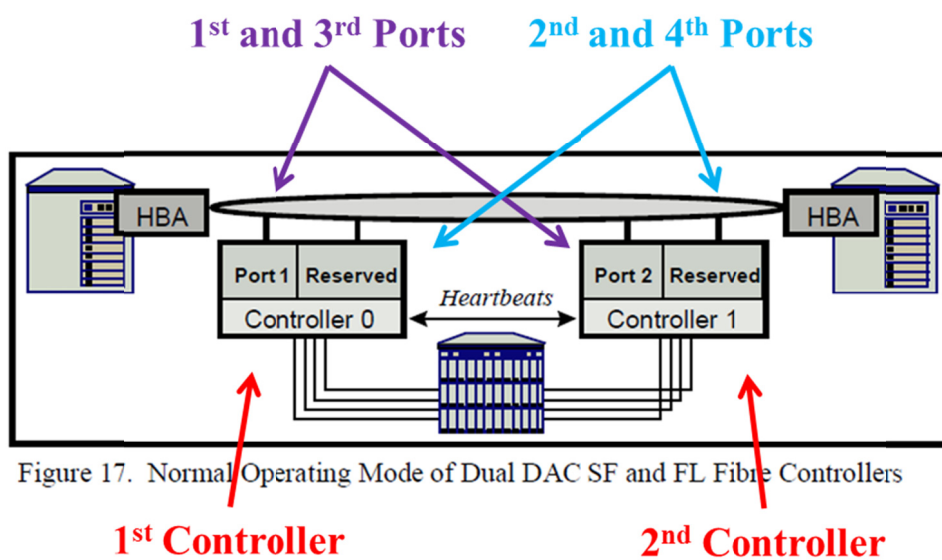 1st and 3rd Ports 2nd and 4th Ports
HBA HBA
Port 1 Reserved Port 2 Reserved
Heartbeats
Controller 0 Controller 1
Figure 17. Normal Operating Mode of Dual DAC SF and FL Fibre Controllers
1st Controller 2nd Controller